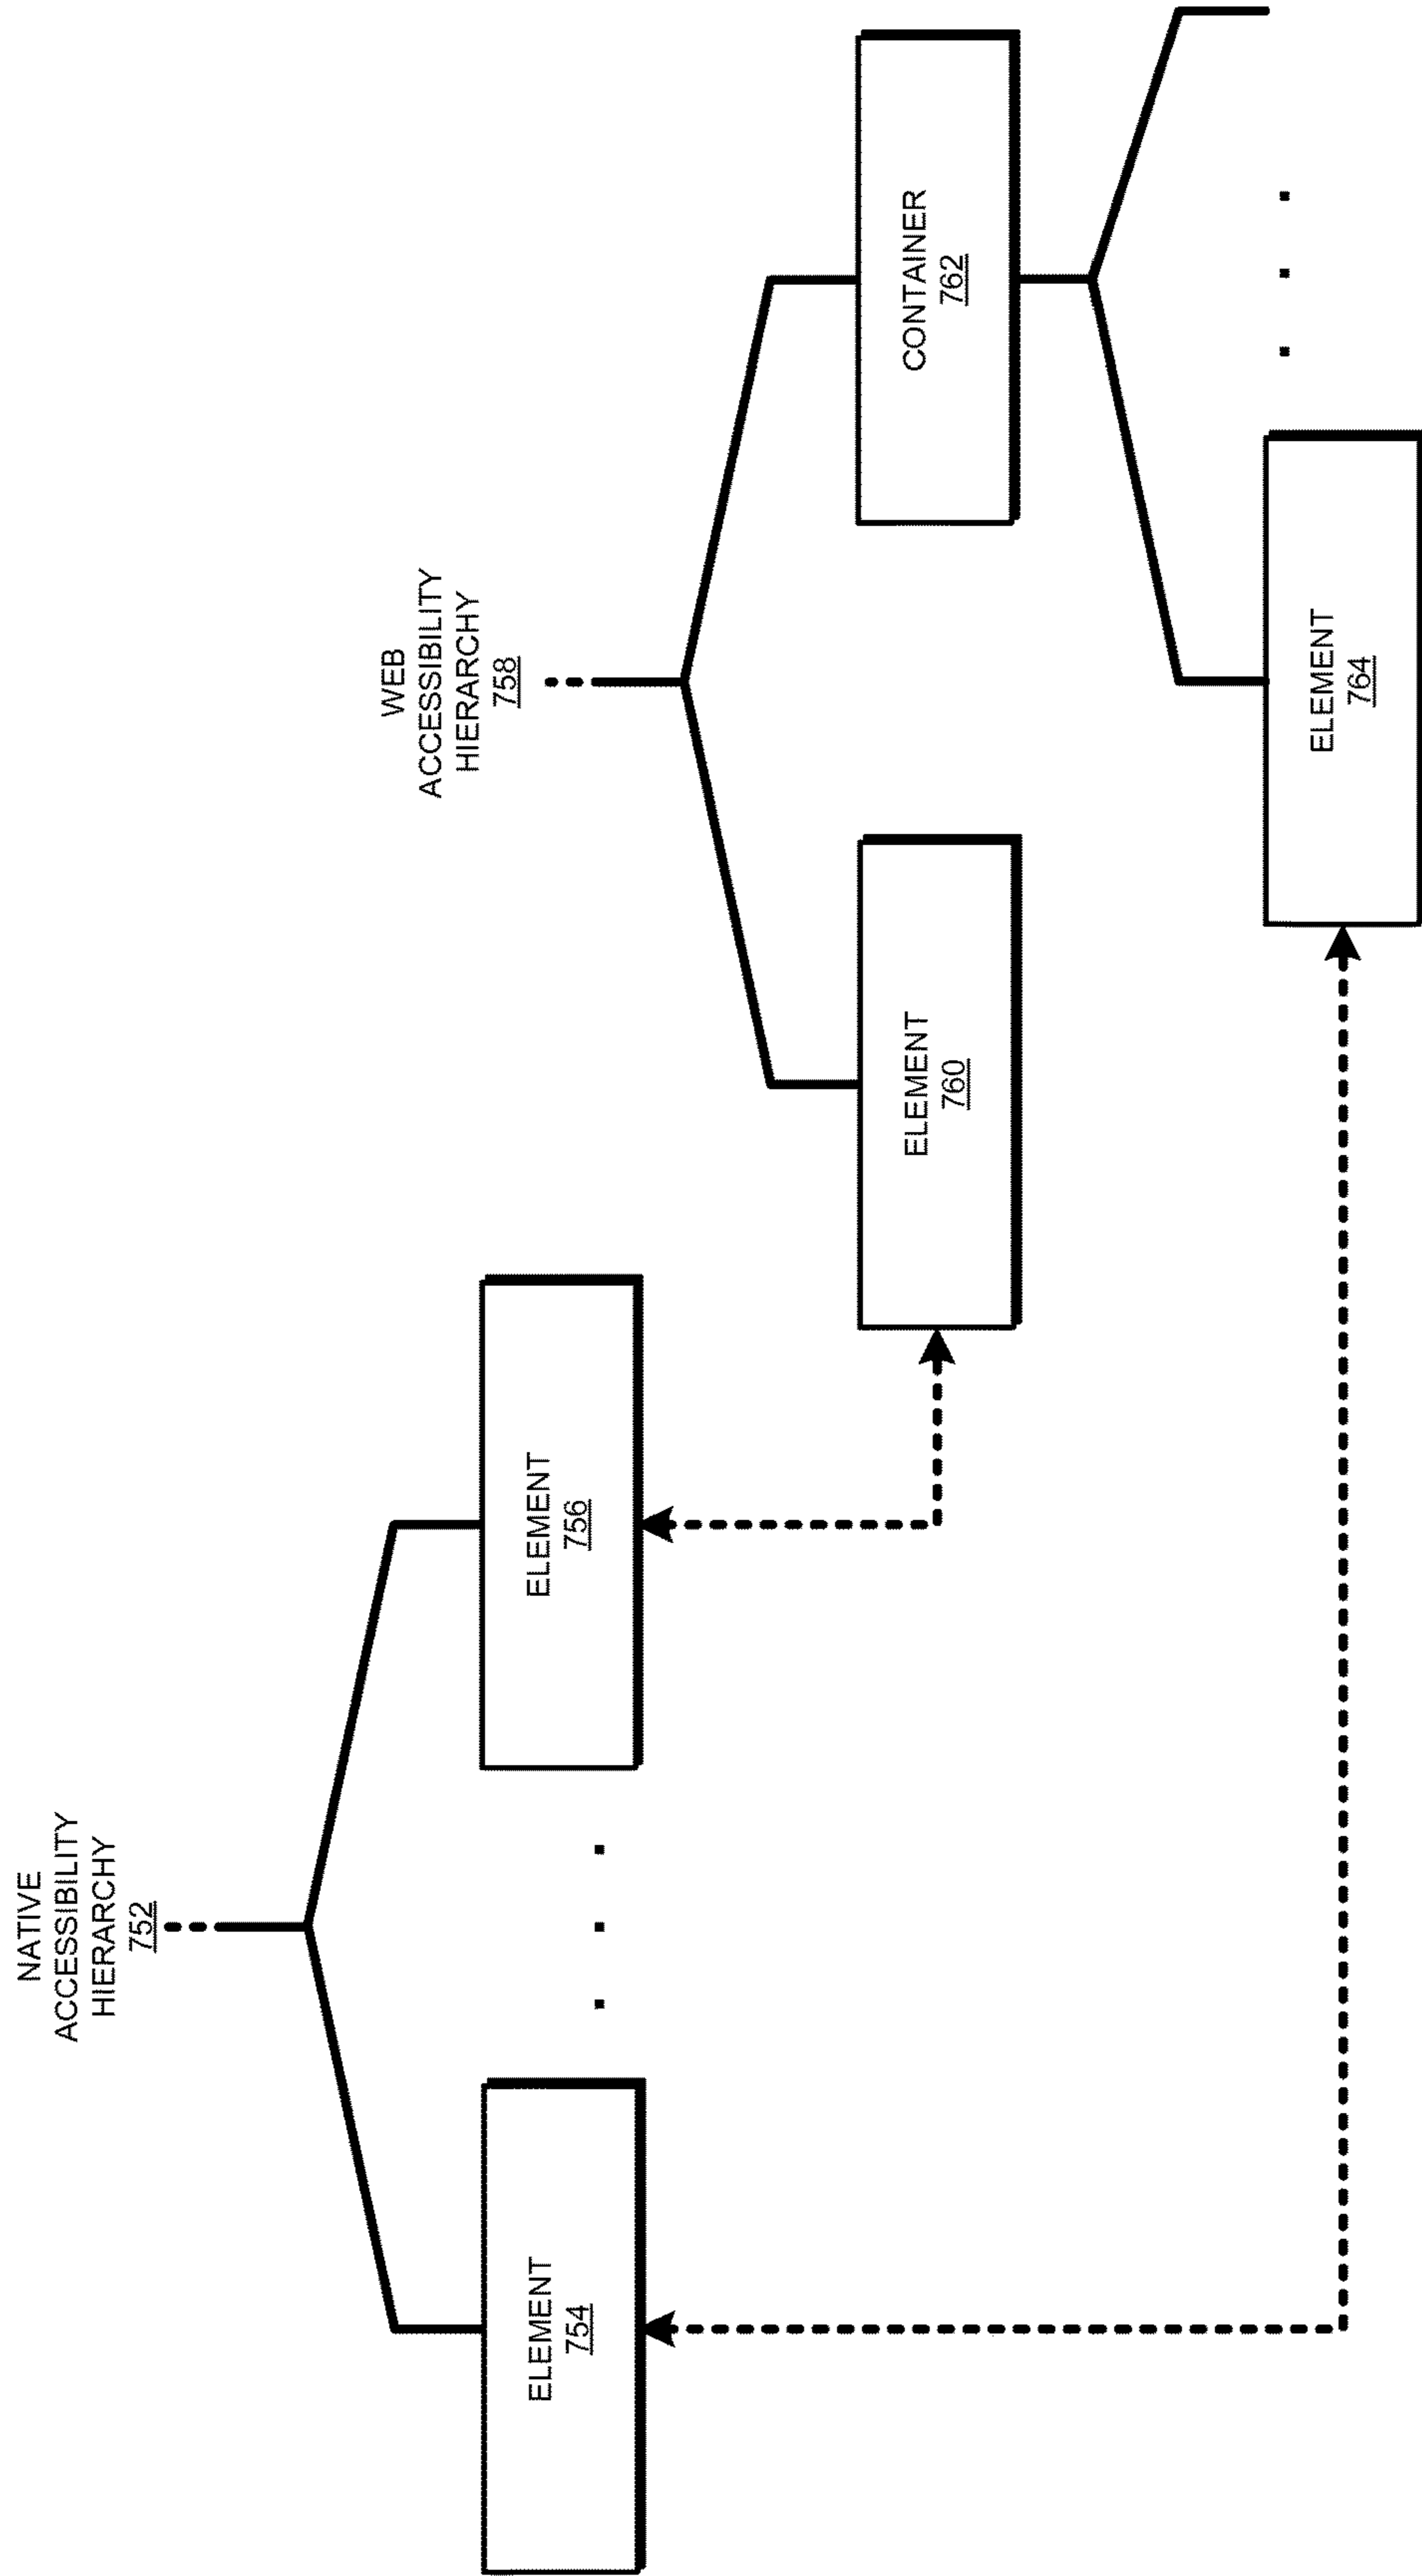 NATIVE
ACCESSIBILITY
HIERARCHY
752
ELEMENT
754
. . .
ELEMENT
756
WEB
ACCESSIBILITY
HIERARCHY
758
ELEMENT
760
CONTAINER
762
ELEMENT
764
. . .